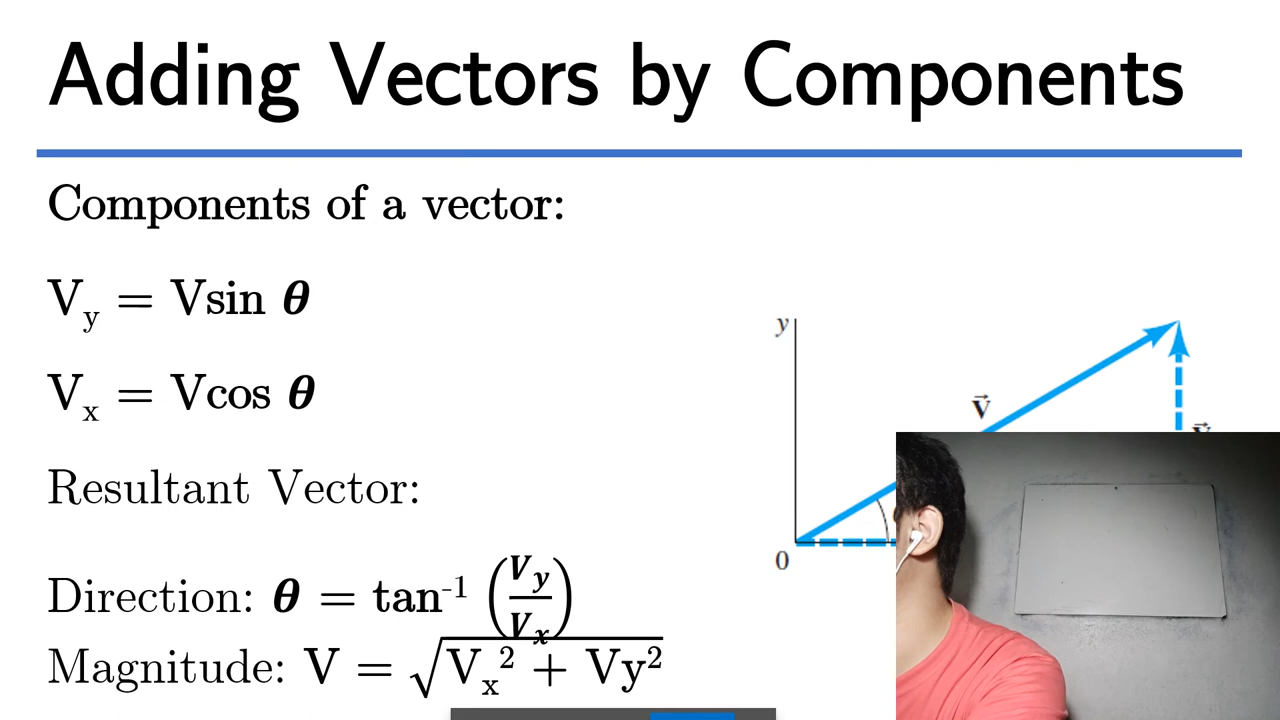 Adding Vectors by Components
Components of a vector:
V_y = Vsin θ
V_x = Vcos θ
Resultant Vector:
Direction: θ = tan⁻¹ (V_y/V_x)
Magnitude: V = √(V_x² + Vy²)
y
V⃗
0